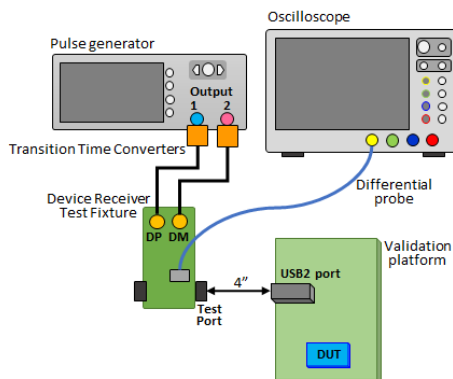 Oscilloscope
Pulse generator
Output
1 2
Transition Time Converters
Device Receiver
Test Fixture
Differential
probe
DP DM
Validation
platform
USB2 port
4”
Test
Port
DUT